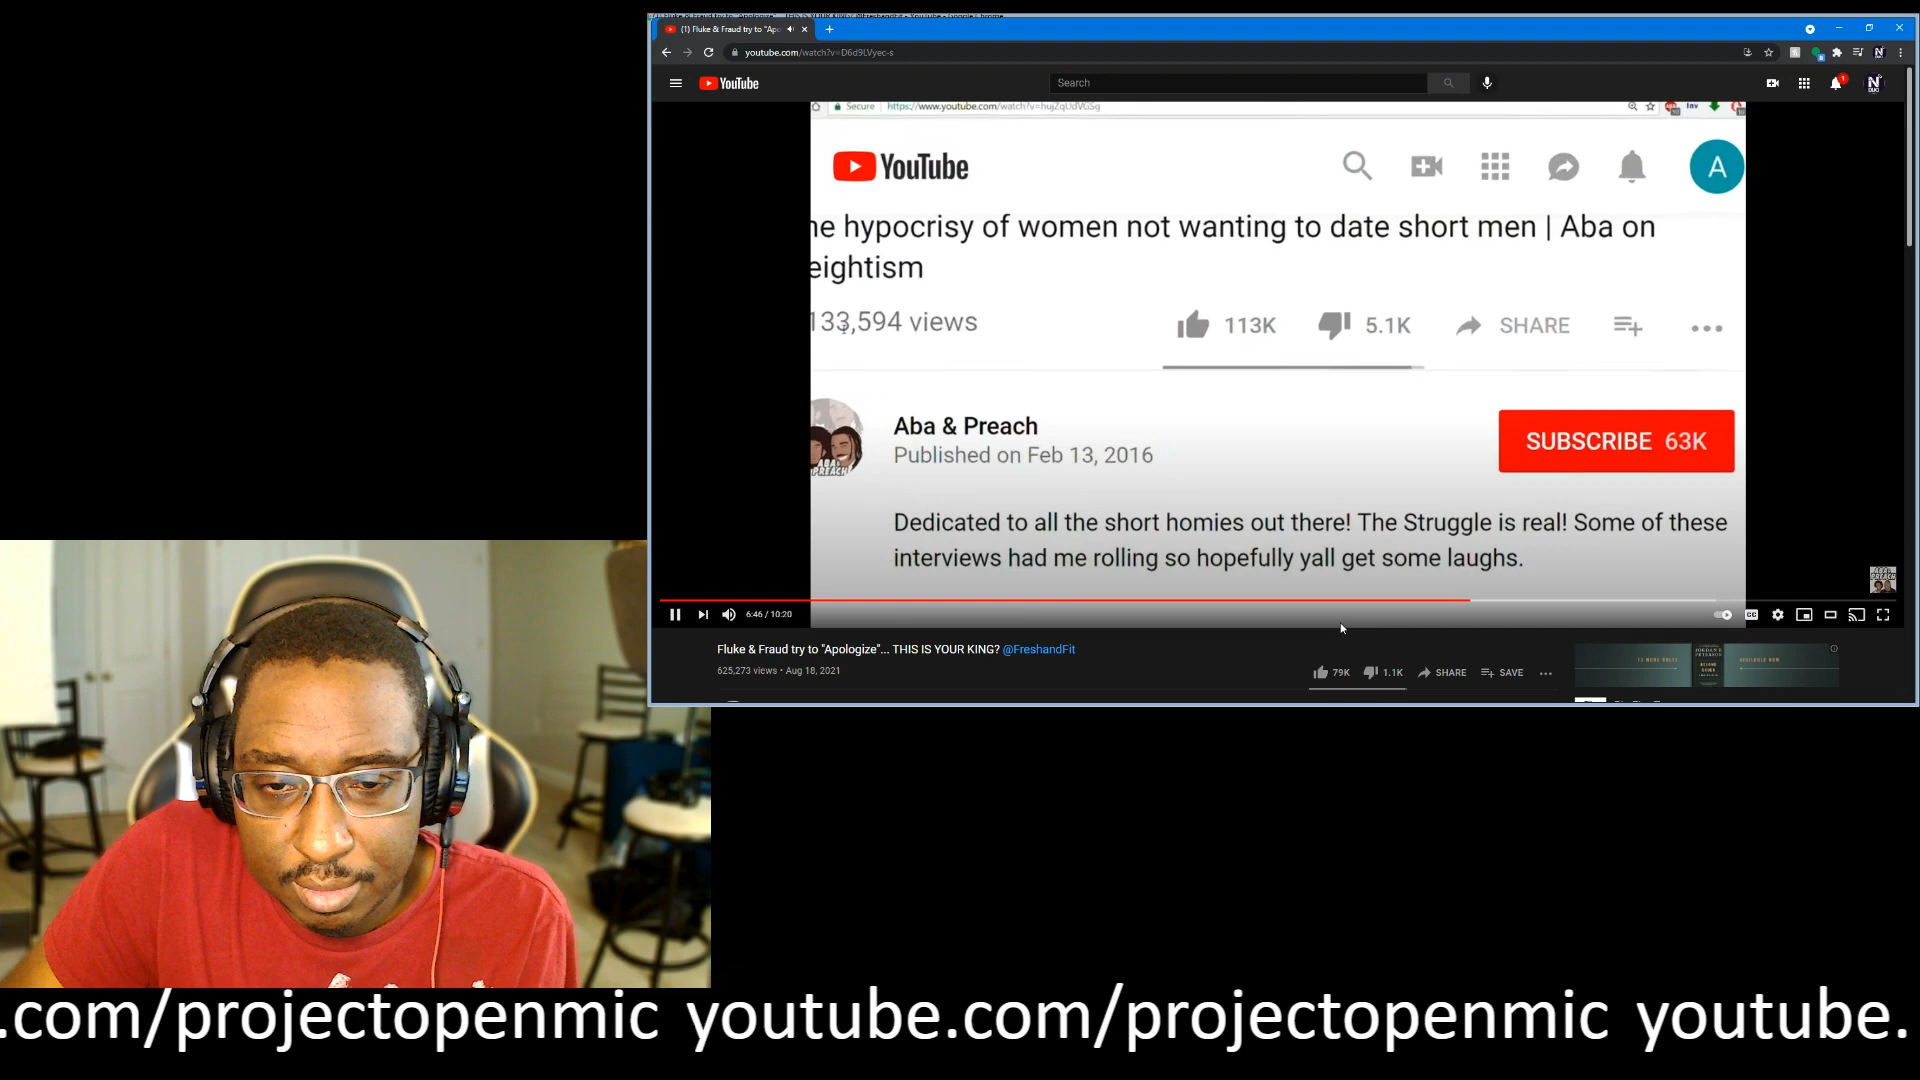 (1) Fluke & Fraud try to "Apo
youtube.com/watch?v=D6d9LVyec-s
YouTube
Search
1
Secure https://www.youtube.com/watch?v=hujZqUdVGSg
YouTube
A
he hypocrisy of women not wanting to date short men | Aba on
eightism
133,594 views
113K
5.1K
SHARE
Aba & Preach
Published on Feb 13, 2016
SUBSCRIBE 63K
Dedicated to all the short homies out there! The Struggle is real! Some of these
interviews had me rolling so hopefully yall get some laughs.
6:46 / 10:20
CC
Fluke & Fraud try to "Apologize"... THIS IS YOUR KING? @FreshandFit
625,273 views • Aug 18, 2021
79K
1.1K
SHARE
SAVE
.com/projectopenmic youtube.com/projectopenmic youtube.